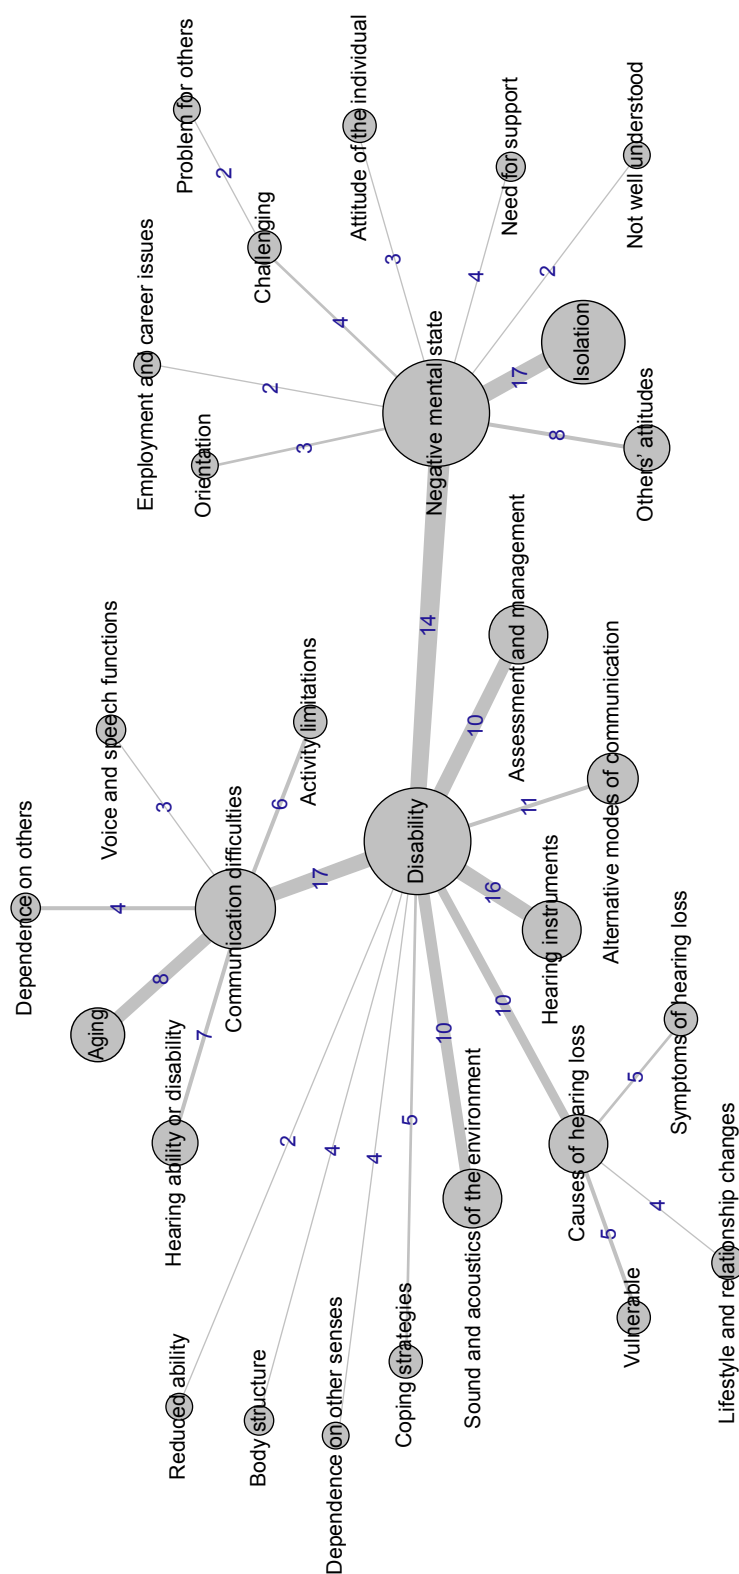 Dependence on others
4
Aging
Voice and speech functions
8
3
Employment and career issues
Hearing ability or disability
Reduced ability
Problem for others
7
Orientation
2
Communication difficulties
Body structure
Challenging
2
2
Activity limitations
6
3
17
4
Dependence on other senses
4
4
Attitude of the individual
3
Coping strategies
5
Disability
14
Negative mental state
10
Sound and acoustics of the environment
10
4
16
10
Assessment and management
Need for support
17
11
Hearing instruments
2
8
Causes of hearing loss
Isolation
5
Alternative modes of communication
Vulnerable
5
Others' attitudes
Not well understood
4
Symptoms of hearing loss
Lifestyle and relationship changes